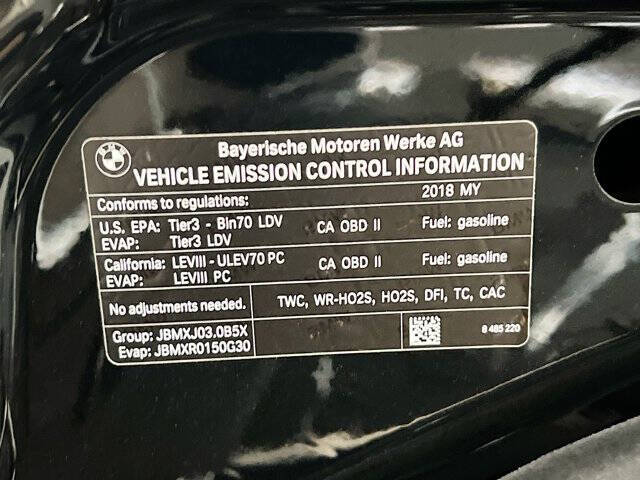 BMW
Bayerische Motoren Werke AG
VEHICLE EMISSION CONTROL INFORMATION
Conforms to regulations: 2018 MY
U.S. EPA: Tier3 - Bin70 LDV CA OBD II Fuel: gasoline
EVAP: Tier3 LDV
California: LEVIII - ULEV70 PC CA OBD II Fuel: gasoline
EVAP: LEVIII PC
No adjustments needed. TWC, WR-HO2S, HO2S, DFI, TC, CAC
Group: JBMXJ03.0B5X
Evap: JBMXR0150G30
8 485 220